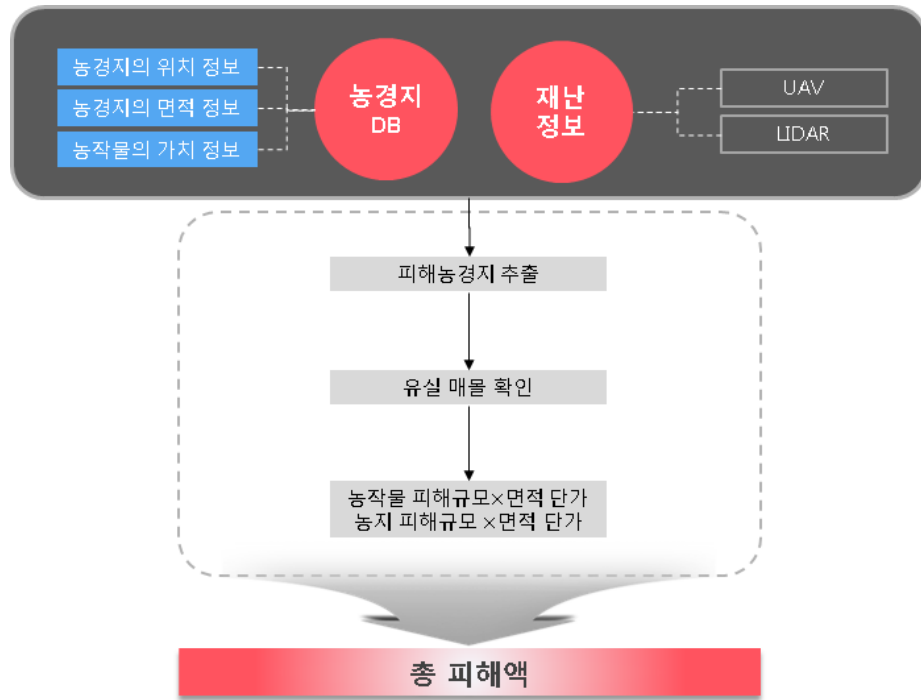 농경지의 위치 정보
농경지의 면적 정보
농작물의 가치 정보
농경지
DB
재난
정보
UAV
LIDAR
피해농경지 추출
유실 매몰 확인
농작물 피해규모×면적 단가
농지 피해규모 ×면적 단가
총 피해액